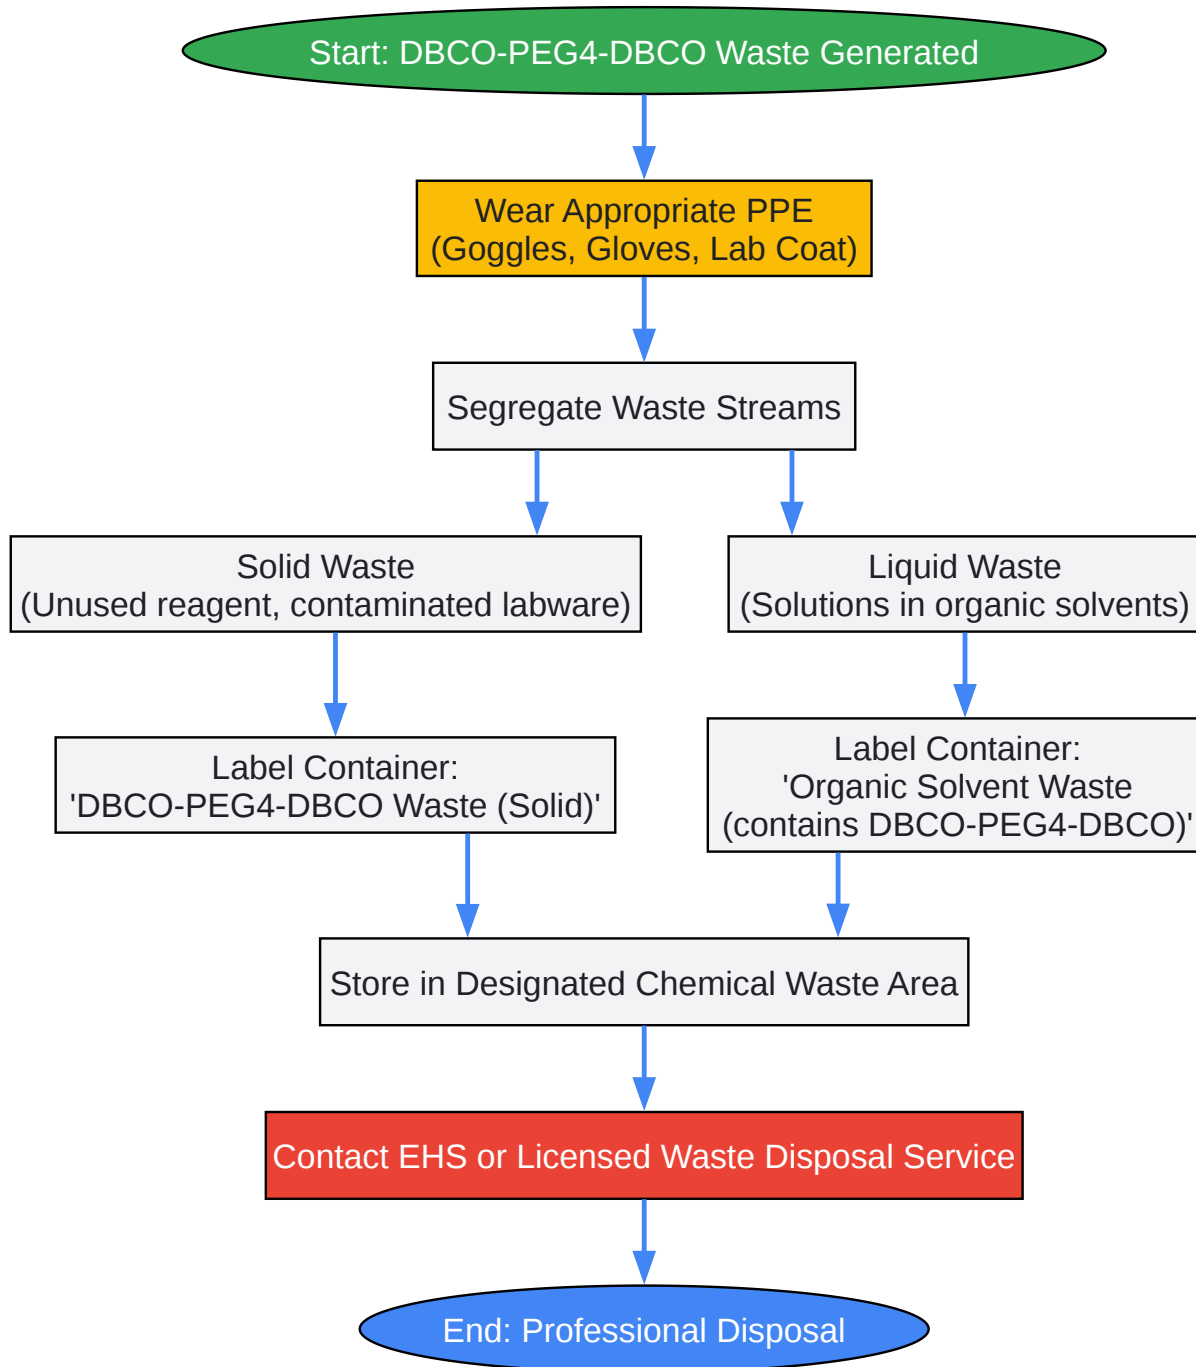 Start: DBCO-PEG4-DBCO Waste Generated
Wear Appropriate PPE
(Goggles, Gloves, Lab Coat)
Segregate Waste Streams
Solid Waste
(Unused reagent, contaminated labware)
Liquid Waste
(Solutions in organic solvents)
Label Container:
'DBCO-PEG4-DBCO Waste (Solid)'
Label Container:
'Organic Solvent Waste
(contains DBCO-PEG4-DBCO)'
Store in Designated Chemical Waste Area
Contact EHS or Licensed Waste Disposal Service
End: Professional Disposal